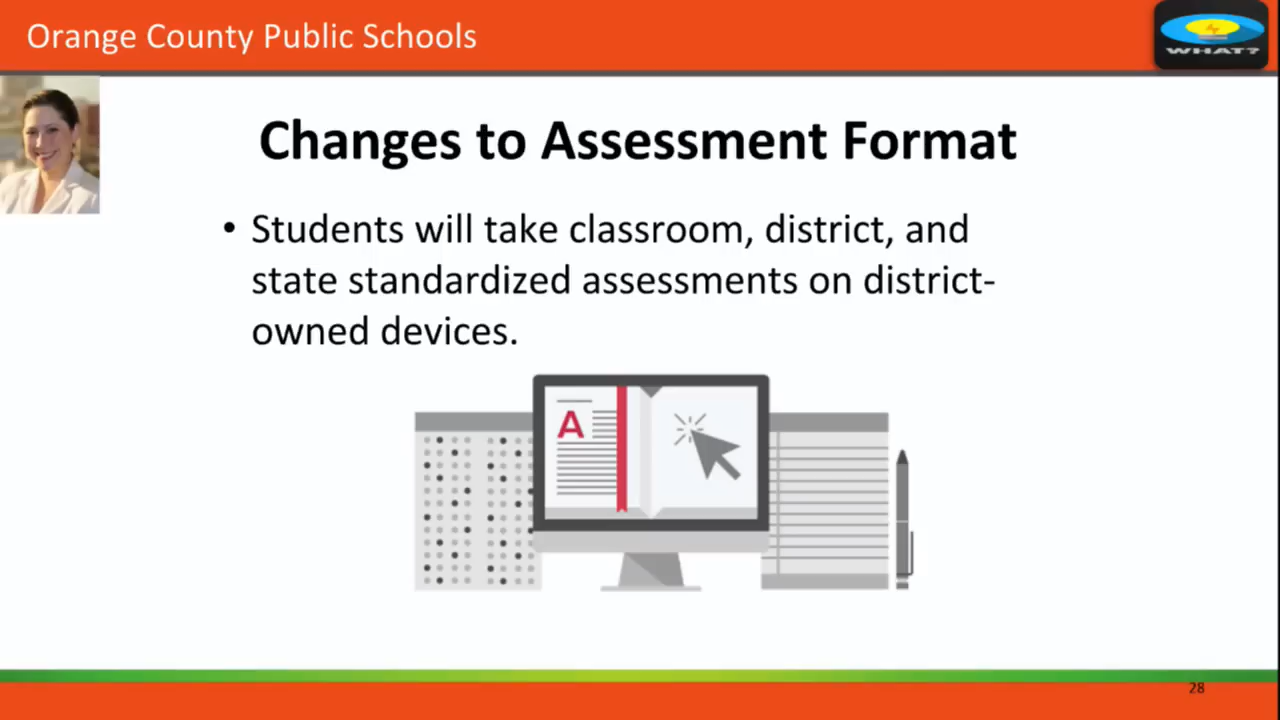 Orange County Public Schools
WHAT?
Changes to Assessment Format
• Students will take classroom, district, and
state standardized assessments on district-
owned devices.
A
28